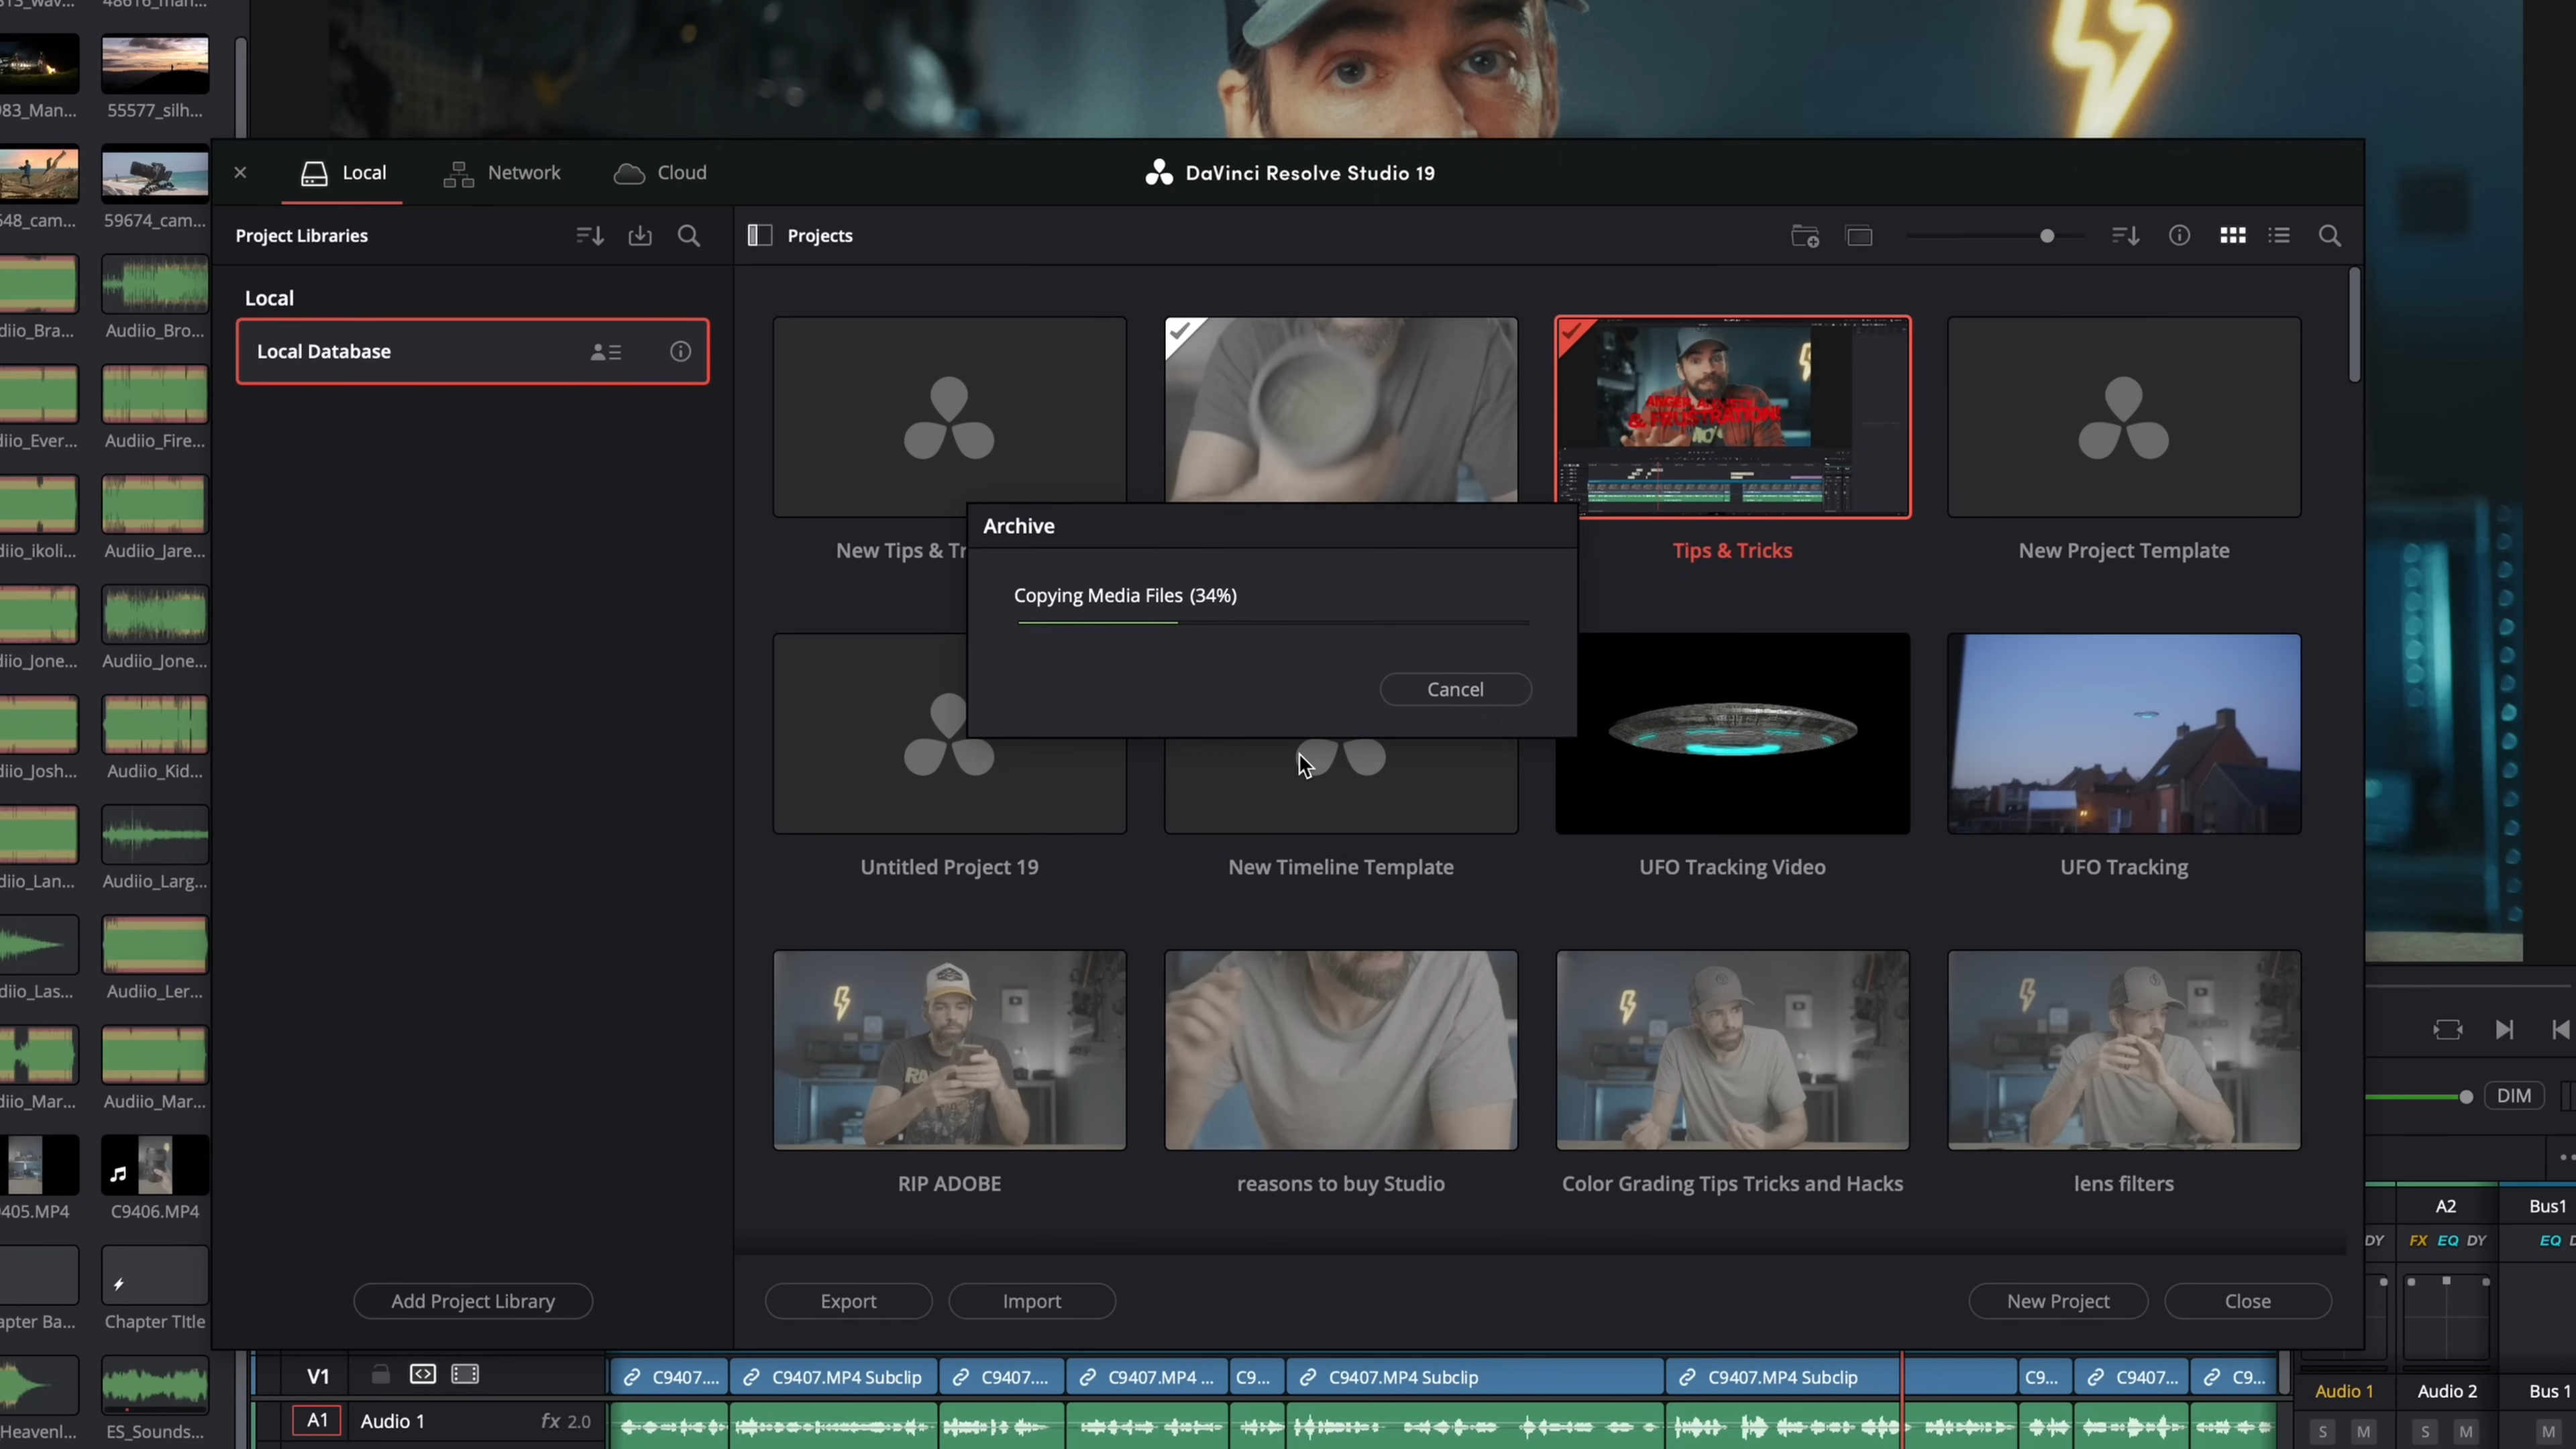 83_Man...
55577_silh...
648_cam...
59674_cam...
diio_Bra...
Audiio_Bro...
diio_Ever...
Audiio_Fire...
diio_ikoli...
Audiio_Jare...
diio_Jone...
Audiio_Jone...
diio_Josh...
Audiio_Kid...
diio_Lan...
Audiio_Larg...
diio_Las...
Audiio_Ler...
diio_Mar...
Audiio_Mar...
405.MP4
C9406.MP4
apter Ba...
Chapter TItle
Heavenl...
ES_Sounds...
Local
Network
Cloud
DaVinci Resolve Studio 19
Project Libraries
Projects
Local
Local Database
ANGER
& FRUSTRATION!
New Tips & Tr
Tips & Tricks
New Project Template
Archive
Copying Media Files (34%)
Cancel
Untitled Project 19
New Timeline Template
UFO Tracking Video
UFO Tracking
RIP ADOBE
reasons to buy Studio
Color Grading Tips Tricks and Hacks
lens filters
Add Project Library
Export
Import
New Project
Close
DIM
A2
Bus1
DY
FX EQ DY
EQ D
V1
C9407....
C9407.MP4 Subclip
C9407....
C9407.MP4 ...
C9...
C9407.MP4 Subclip
C9407.MP4 Subclip
C9...
C9407...
C9...
Audio 1
Audio 2
Bus 1
A1
Audio 1
fx 2.0
S
M
S
M
M